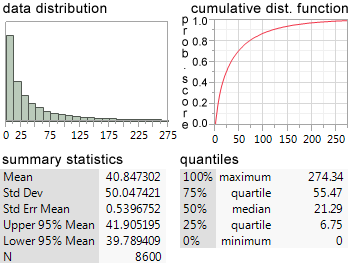 data distribution
0 25 75 125 175 225 275
cumulative dist. function
prob. score
1.0
0.8
0.6
0.4
0.2
0.0
0 50 100 150 200 250
summary statistics
Mean 40.847302
Std Dev 50.047421
Std Err Mean 0.5396752
Upper 95% Mean 41.905195
Lower 95% Mean 39.789409
N 8600
quantiles
100% maximum 274.34
75% quartile 55.47
50% median 21.29
25% quartile 6.75
0% minimum 0